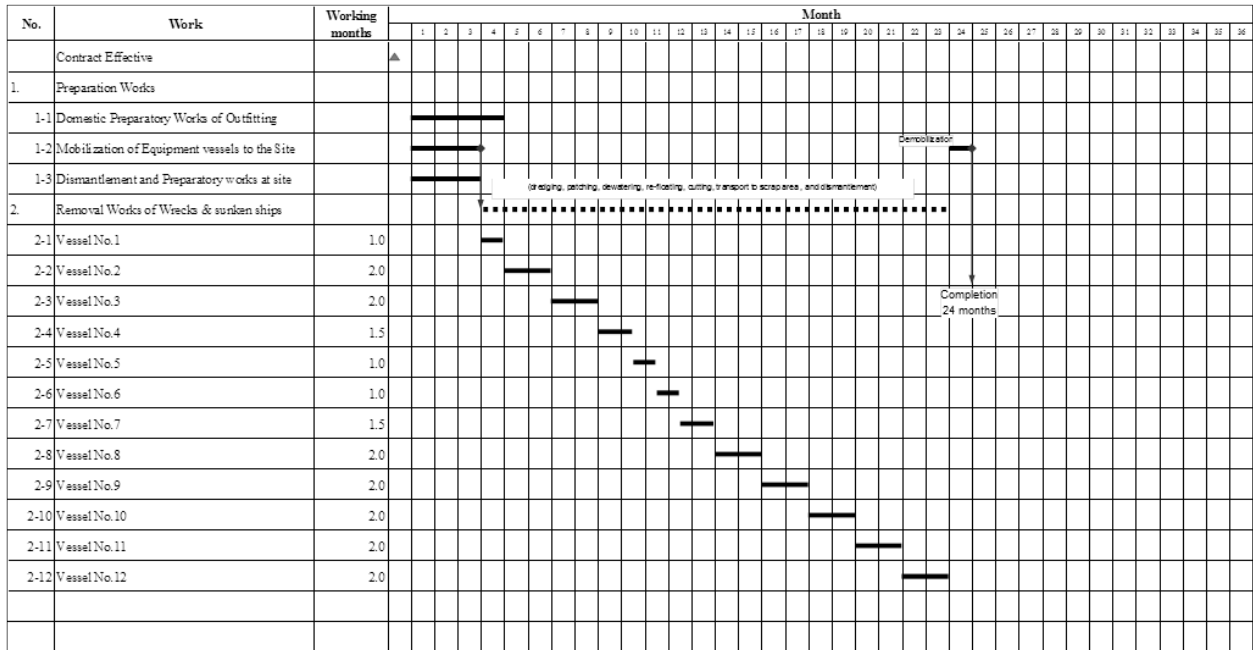 No. Work Working months Month
1 2 3 4 5 6 7 8 9 10 11 12 13 14 15 16 17 18 19 20 21 22 23 24 25 26 27 28 29 30 31 32 33 34 35 36
Contract Effective
1. Preparation Works
1-1 Domestic Preparatory Works of Outfitting
1-2 Mobilization of Equipment vessels to the Site Demobilization
1-3 Dismantlement and Preparatory works at site
(dredging, patching, dewatering, re-floating, cutting, transport to scrap area , and dismantlement)
2. Removal Works of Wrecks & sunken ships
2-1 Vessel No.1 1.0
2-2 Vessel No.2 2.0
2-3 Vessel No.3 2.0
Completion
24 months
2-4 Vessel No.4 1.5
2-5 Vessel No.5 1.0
2-6 Vessel No.6 1.0
2-7 Vessel No.7 1.5
2-8 Vessel No.8 2.0
2-9 Vessel No.9 2.0
2-10 Vessel No.10 2.0
2-11 Vessel No.11 2.0
2-12 Vessel No.12 2.0